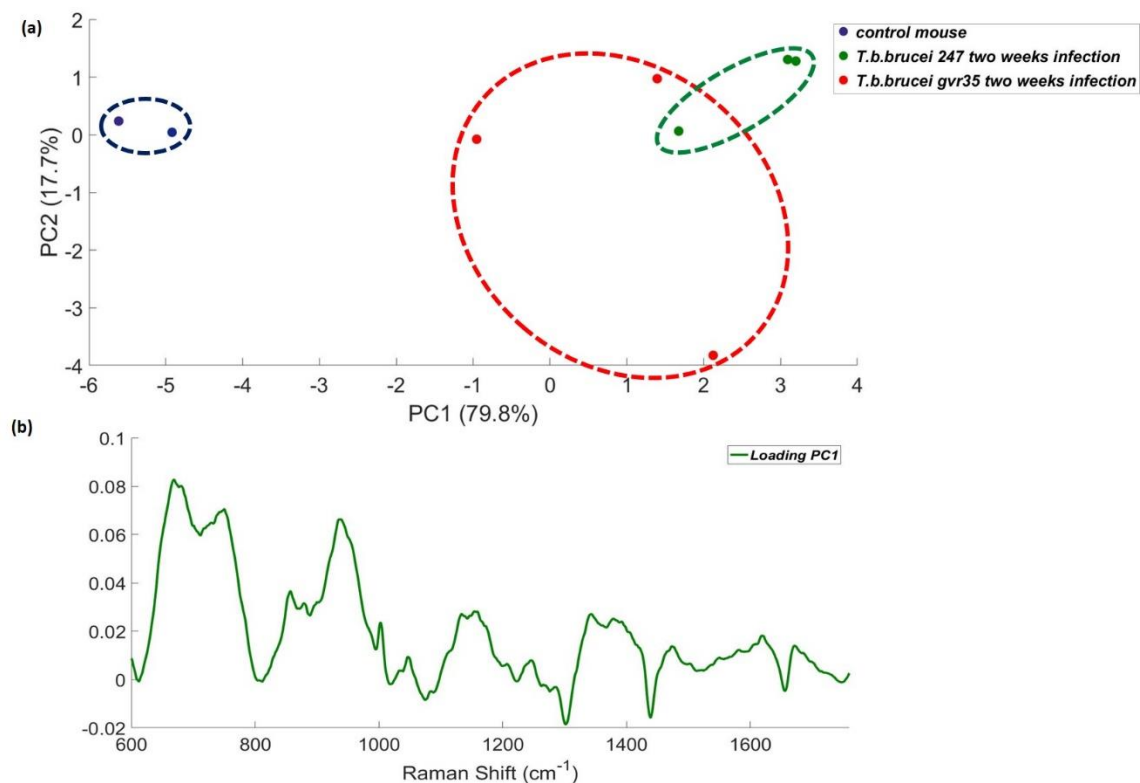 (a)
control mouse
T.b.brucei 247 two weeks infection
T.b.brucei gvr35 two weeks infection
2
1
0
-1
-2
-3
-4
PC2 (17.7%)
-6 -5 -4 -3 -2 -1 0 1 2 3 4
PC1 (79.8%)
(b)
Loading PC1
0.1
0.08
0.06
0.04
0.02
0
-0.02
600 800 1000 1200 1400 1600
Raman Shift (cm⁻¹)